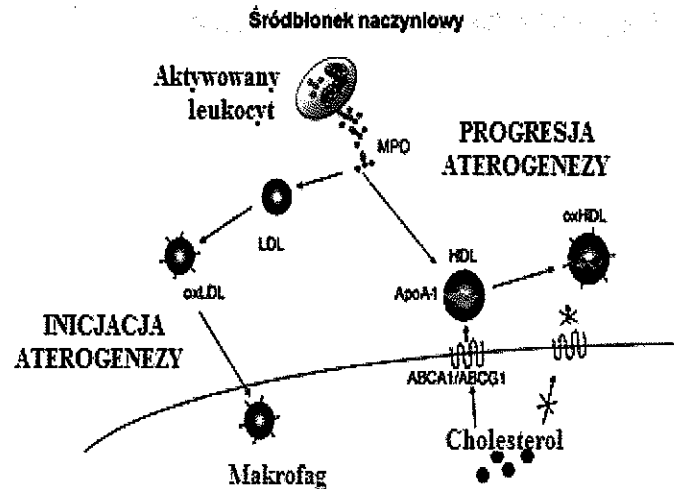 Śródbłonek naczyniowy
Aktywowany
leukocyt
MPO
PROGRESJA
ATEROGENEZY
LDL
oxLDL
HDL
ApoA-1
oxHDL
INICJACJA
ATEROGENEZY
ABCA1/ABCG1
Cholesterol
Makrofag